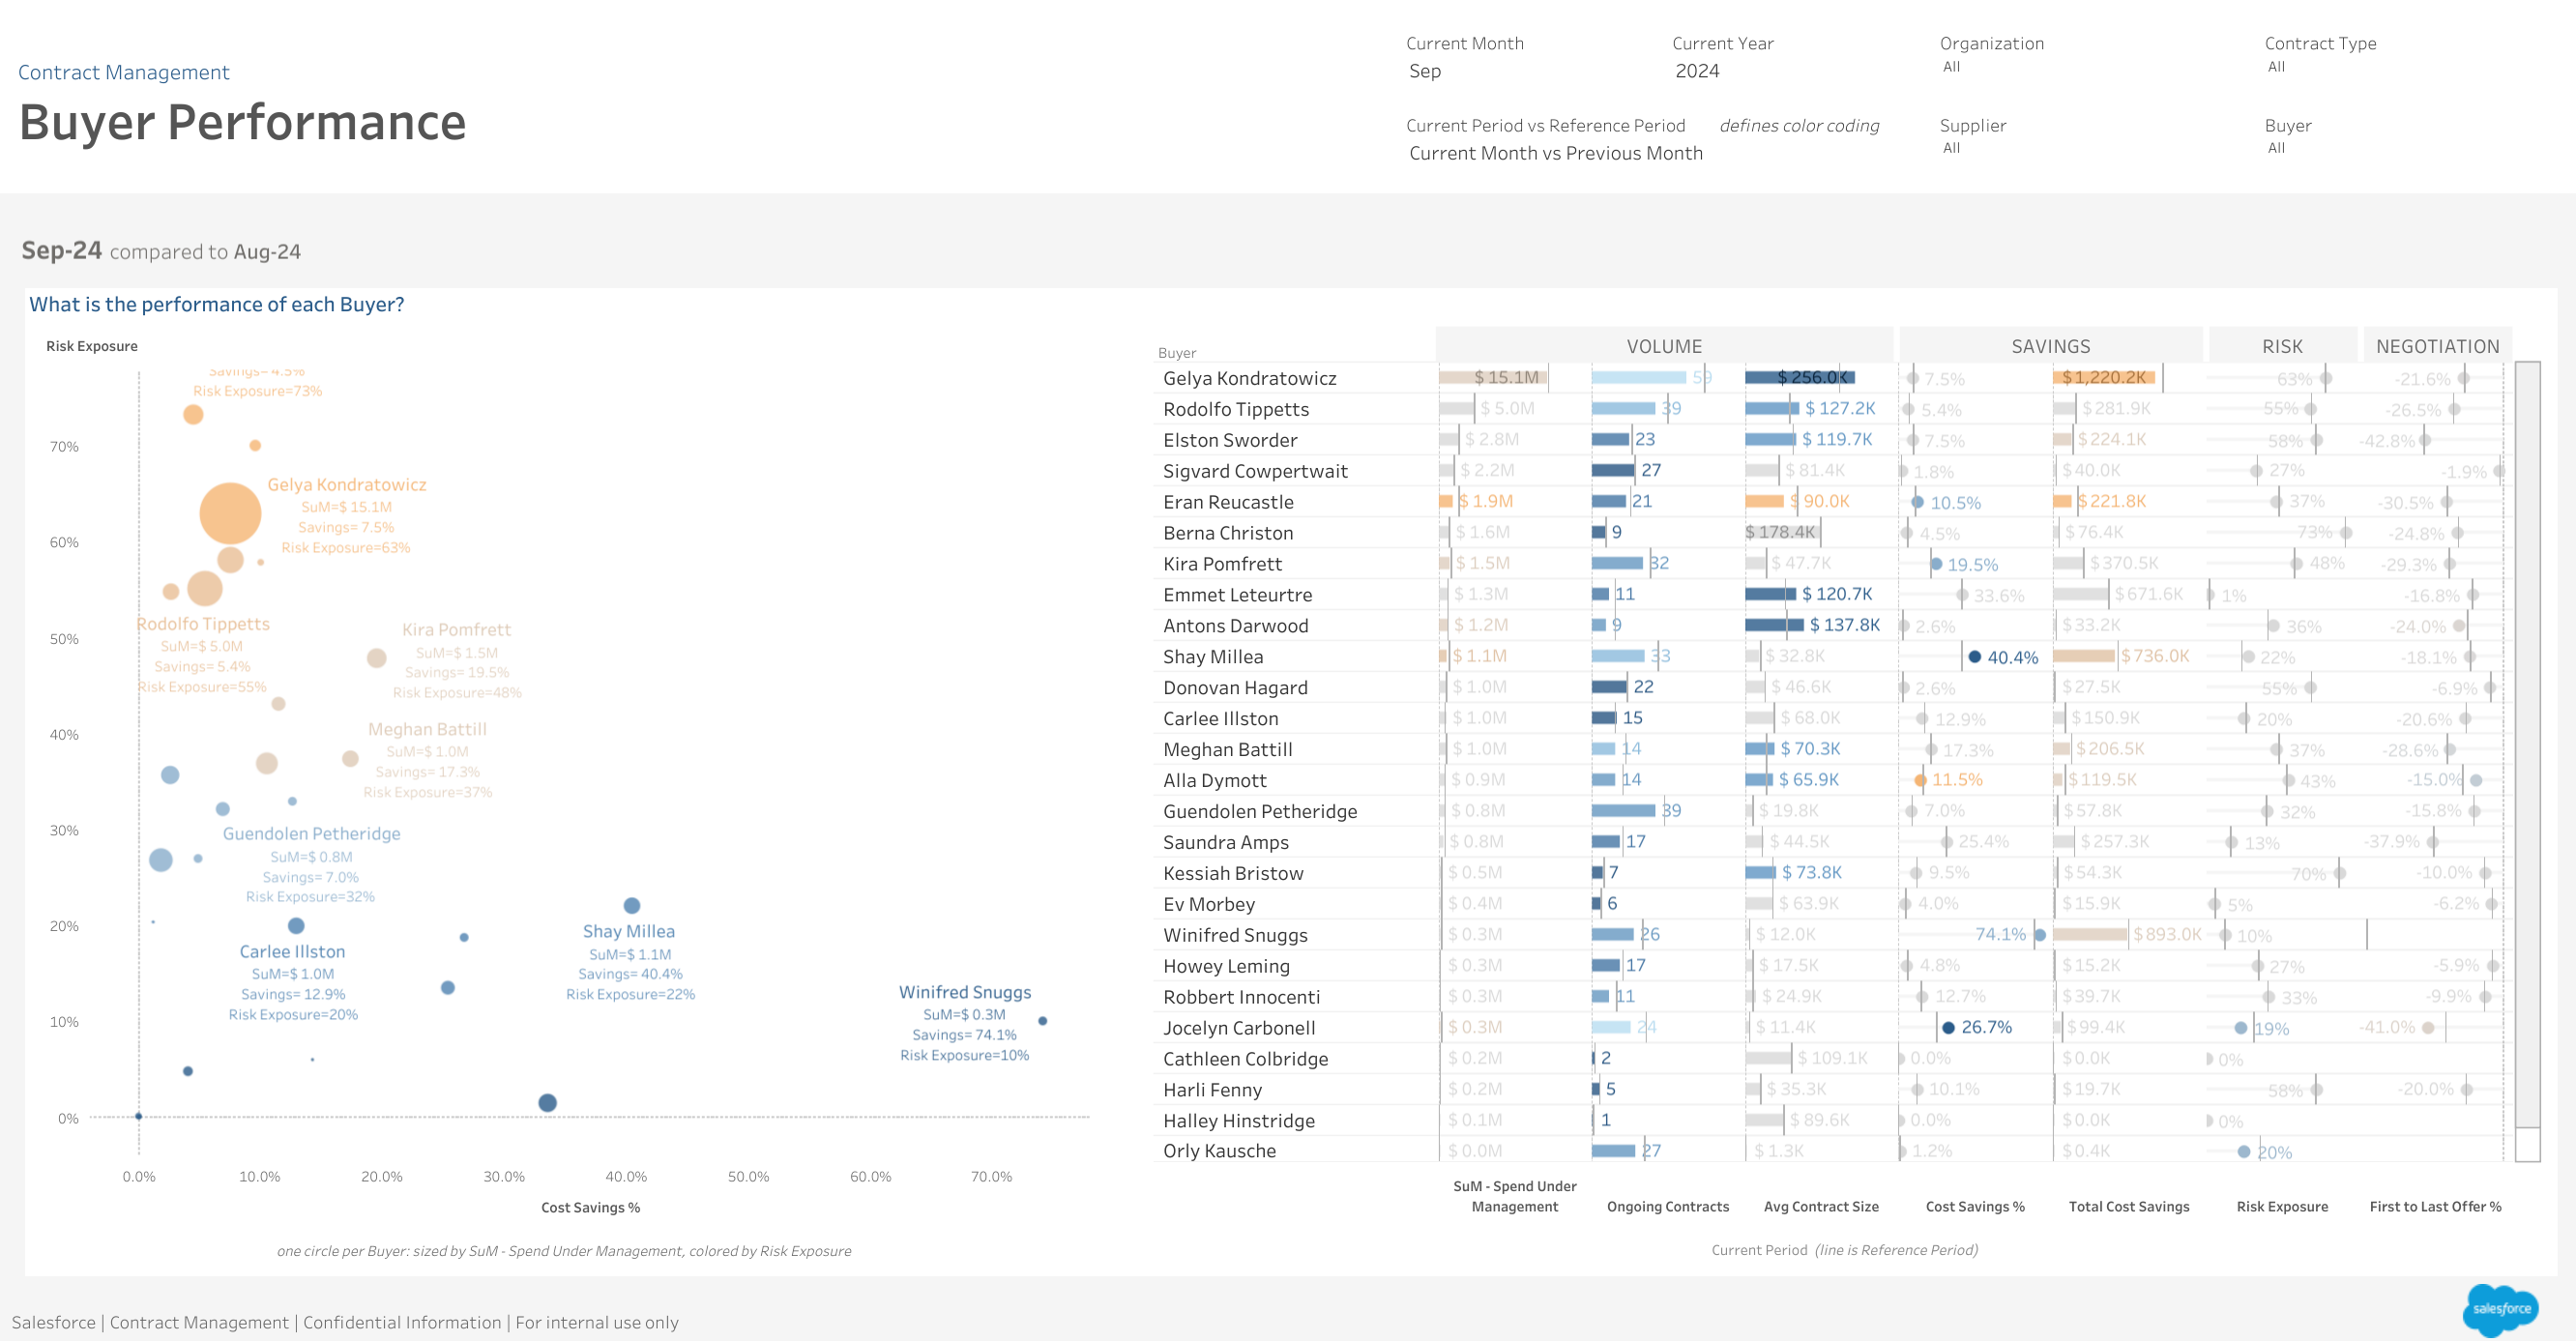 Contract Management
Buyer Performance
Current Month
Sep
Current Year
2024
Organization
All
Contract Type
All
Current Period vs Reference Period
defines color coding
Current Month vs Previous Month
Supplier
All
Buyer
All
Sep-24 compared to Aug-24
What is the performance of each Buyer?
Risk Exposure
70%
60%
50%
40%
30%
20%
10%
0%
Savings= 4.5%
Risk Exposure=73%
Gelya Kondratowicz
SuM=$ 15.1M
Savings= 7.5%
Risk Exposure=63%
Rodolfo Tippetts
SuM=$ 5.0M
Savings= 5.4%
Risk Exposure=55%
Kira Pomfrett
SuM=$ 1.5M
Savings= 19.5%
Risk Exposure=48%
Meghan Battill
SuM=$ 1.0M
Savings= 17.3%
Risk Exposure=37%
Guendolen Petheridge
SuM=$ 0.8M
Savings= 7.0%
Risk Exposure=32%
Carlee Illston
SuM=$ 1.0M
Savings= 12.9%
Risk Exposure=20%
Shay Millea
SuM=$ 1.1M
Savings= 40.4%
Risk Exposure=22%
Winifred Snuggs
SuM=$ 0.3M
Savings= 74.1%
Risk Exposure=10%
0.0% 10.0% 20.0% 30.0% 40.0% 50.0% 60.0% 70.0%
Cost Savings %
one circle per Buyer: sized by SuM - Spend Under Management, colored by Risk Exposure
Buyer VOLUME SAVINGS RISK NEGOTIATION
Gelya Kondratowicz $ 15.1M 59 $ 256.0K 7.5% $ 1,220.2K 63% -21.6%
Rodolfo Tippetts $ 5.0M 39 $ 127.2K 5.4% $ 281.9K 55% -26.5%
Elston Sworder $ 2.8M 23 $ 119.7K 7.5% $ 224.1K 58% -42.8%
Sigvard Cowpertwait $ 2.2M 27 $ 81.4K 1.8% $ 40.0K 27% -1.9%
Eran Reucastle $ 1.9M 21 $ 90.0K 10.5% $ 221.8K 37% -30.5%
Berna Christon $ 1.6M 9 $ 178.4K 4.5% $ 76.4K 73% -24.8%
Kira Pomfrett $ 1.5M 32 $ 47.7K 19.5% $ 370.5K 48% -29.3%
Emmet Leteurtre $ 1.3M 11 $ 120.7K 33.6% $ 671.6K 1% -16.8%
Antons Darwood $ 1.2M 9 $ 137.8K 2.6% $ 33.2K 36% -24.0%
Shay Millea $ 1.1M 33 $ 32.8K 40.4% $ 736.0K 22% -18.1%
Donovan Hagard $ 1.0M 22 $ 46.6K 2.6% $ 27.5K 55% -6.9%
Carlee Illston $ 1.0M 15 $ 68.0K 12.9% $ 150.9K 20% -20.6%
Meghan Battill $ 1.0M 14 $ 70.3K 17.3% $ 206.5K 37% -28.6%
Alla Dymott $ 0.9M 14 $ 65.9K 11.5% $ 119.5K 43% -15.0%
Guendolen Petheridge $ 0.8M 39 $ 19.8K 7.0% $ 57.8K 32% -15.8%
Saundra Amps $ 0.8M 17 $ 44.5K 25.4% $ 257.3K 13% -37.9%
Kessiah Bristow $ 0.5M 7 $ 73.8K 9.5% $ 54.3K 70% -10.0%
Ev Morbey $ 0.4M 6 $ 63.9K 4.0% $ 15.9K 5% -6.2%
Winifred Snuggs $ 0.3M 26 $ 12.0K 74.1% $ 893.0K 10%
Howey Leming $ 0.3M 17 $ 17.5K 4.8% $ 15.2K 27% -5.9%
Robbert Innocenti $ 0.3M 11 $ 24.9K 12.7% $ 39.7K 33% -9.9%
Jocelyn Carbonell $ 0.3M 24 $ 11.4K 26.7% $ 99.4K 19% -41.0%
Cathleen Colbridge $ 0.2M 2 $ 109.1K 0.0% $ 0.0K 0%
Harli Fenny $ 0.2M 5 $ 35.3K 10.1% $ 19.7K 58% -20.0%
Halley Hinstridge $ 0.1M 1 $ 89.6K 0.0% $ 0.0K 0%
Orly Kausche $ 0.0M 27 $ 1.3K 1.2% $ 0.4K 20%
SuM - Spend Under
Management Ongoing Contracts Avg Contract Size Cost Savings % Total Cost Savings Risk Exposure First to Last Offer %
Current Period (line is Reference Period)
Salesforce | Contract Management | Confidential Information | For internal use only
salesforce